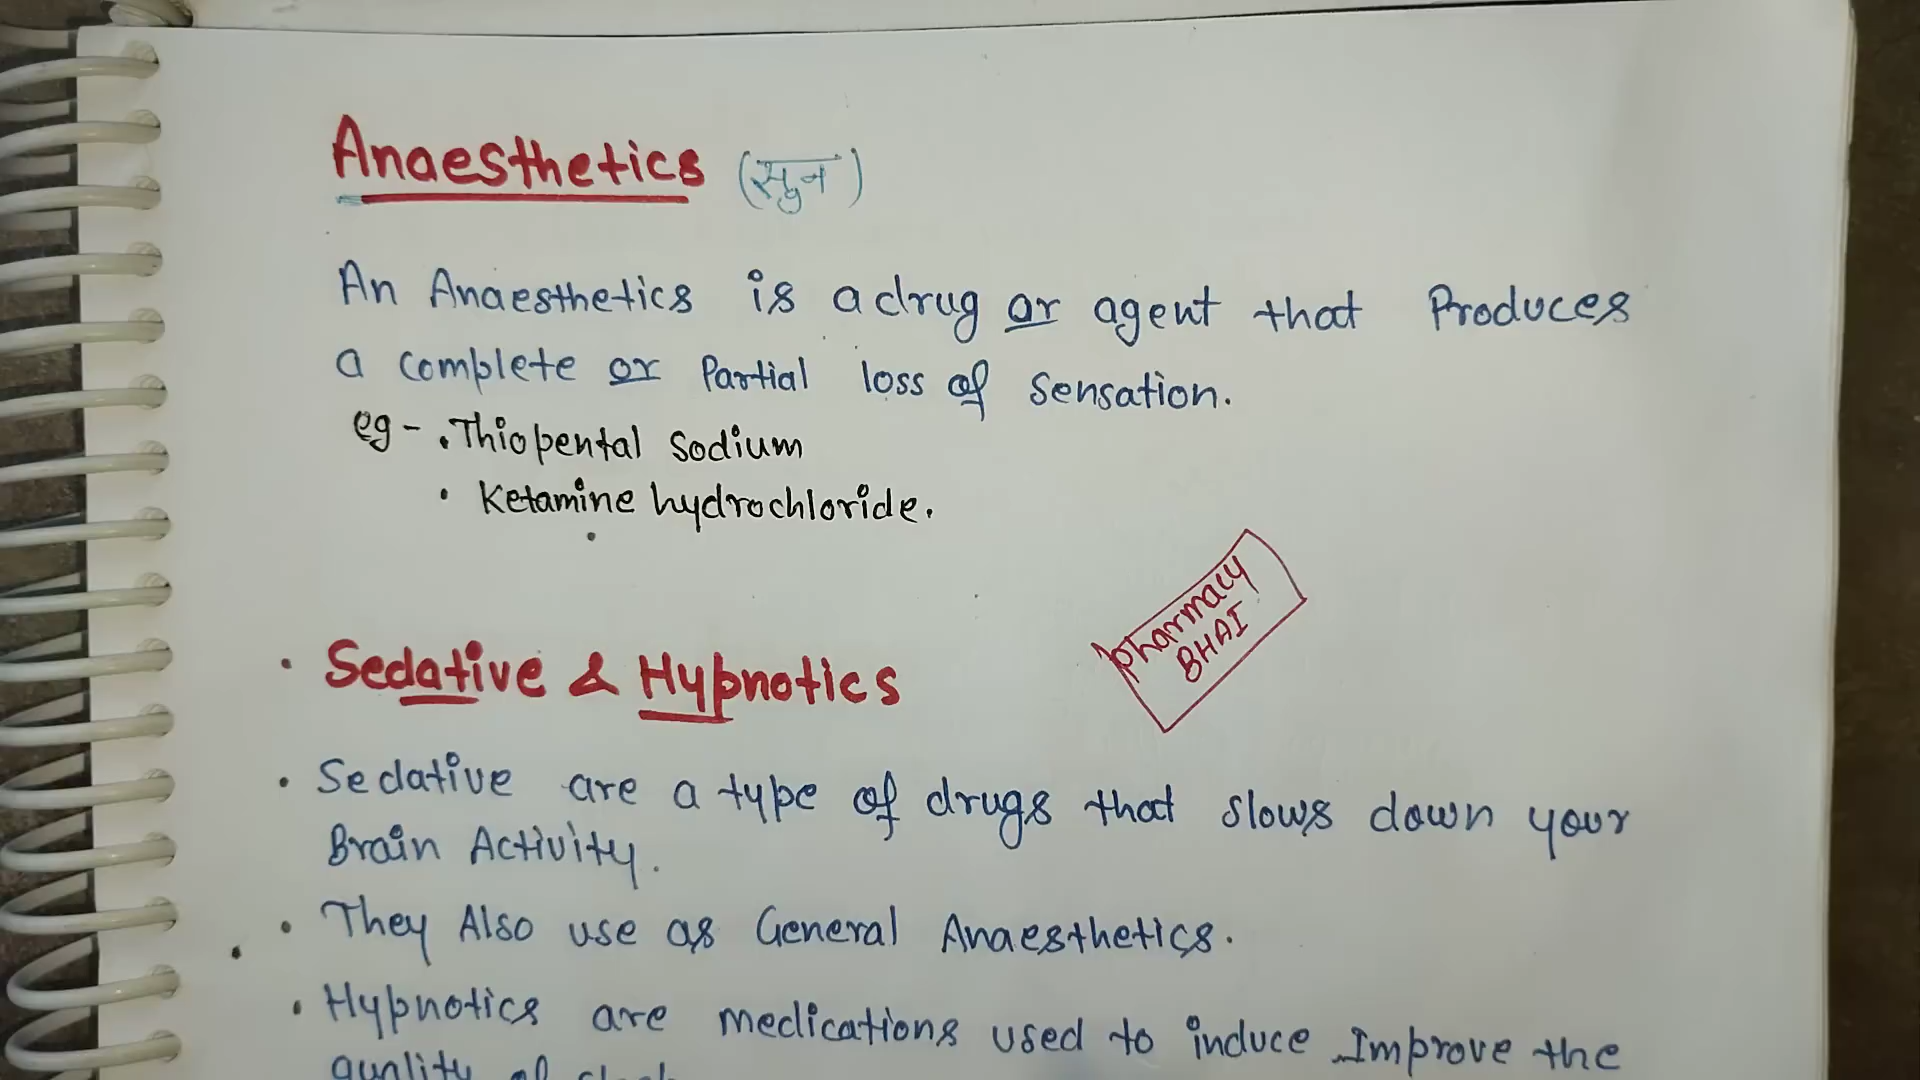 Anaesthetics (सुन)
An Anaesthetics is a drug or agent that Produces
a complete or Partial loss of Sensation.
eg - • Thiopental Sodium
• Ketamine hydrochloride.
pharmacy
BHAI
• Sedative & Hypnotics
• Sedative are a type of drugs that slows down your
Brain Activity.
• They Also use as General Anaesthetics.
• Hypnotics are medications used to induce Improve the
quality of